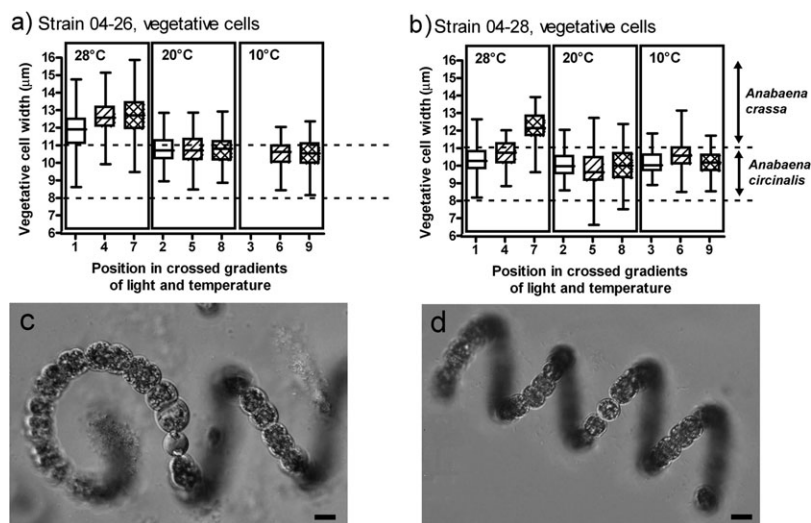 a) Strain 04-26, vegetative cells
28°C 20°C 10°C
Vegetative cell width (µm)
16
15
14
13
12
11
10
9
8
7
6
1 4 7 2 5 8 3 6 9
Position in crossed gradients
of light and temperature
b) Strain 04-28, vegetative cells
28°C 20°C 10°C
Vegetative cell width (µm)
16
15
14
13
12
11
10
9
8
7
6
1 4 7 2 5 8 3 6 9
Position in crossed gradients
of light and temperature
Anabaena
crassa
Anabaena
circinalis
c
d